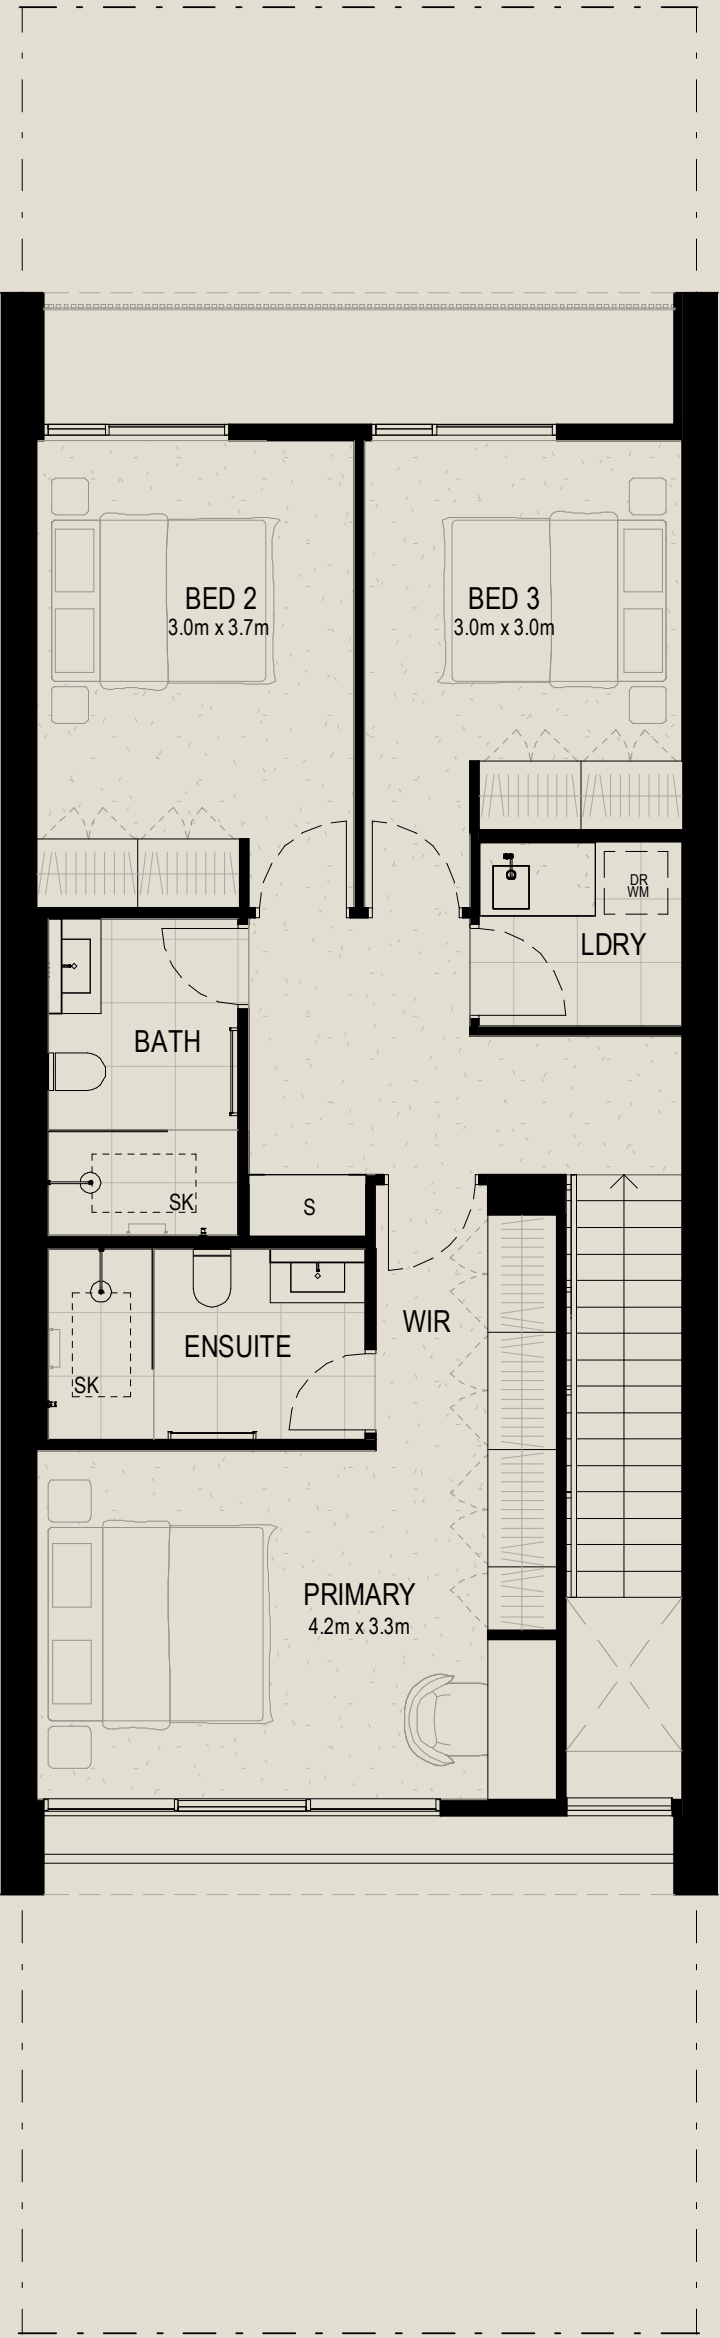 BED 2
3.0m x 3.7m
BED 3
3.0m x 3.0m
DR
WM
LDRY
BATH
SK
S
WIR
ENSUITE
SK
PRIMARY
4.2m x 3.3m